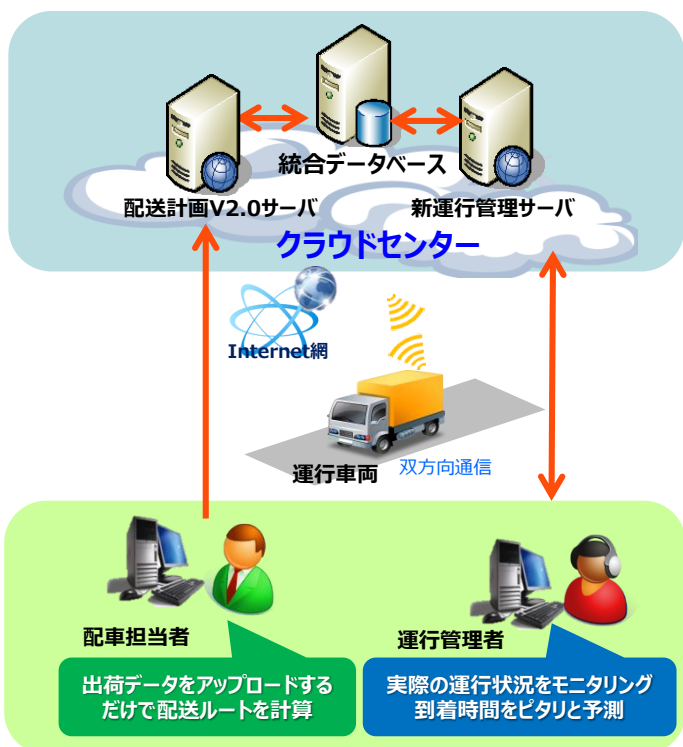 統合データベース
配送計画V2.0サーバ
新運行管理サーバ
クラウドセンター
Internet網
運行車両
双方向通信
配車担当者
運行管理者
出荷データをアップロードする
だけで配送ルートを計算
実際の運行状況をモニタリング
到着時間をピタリと予測